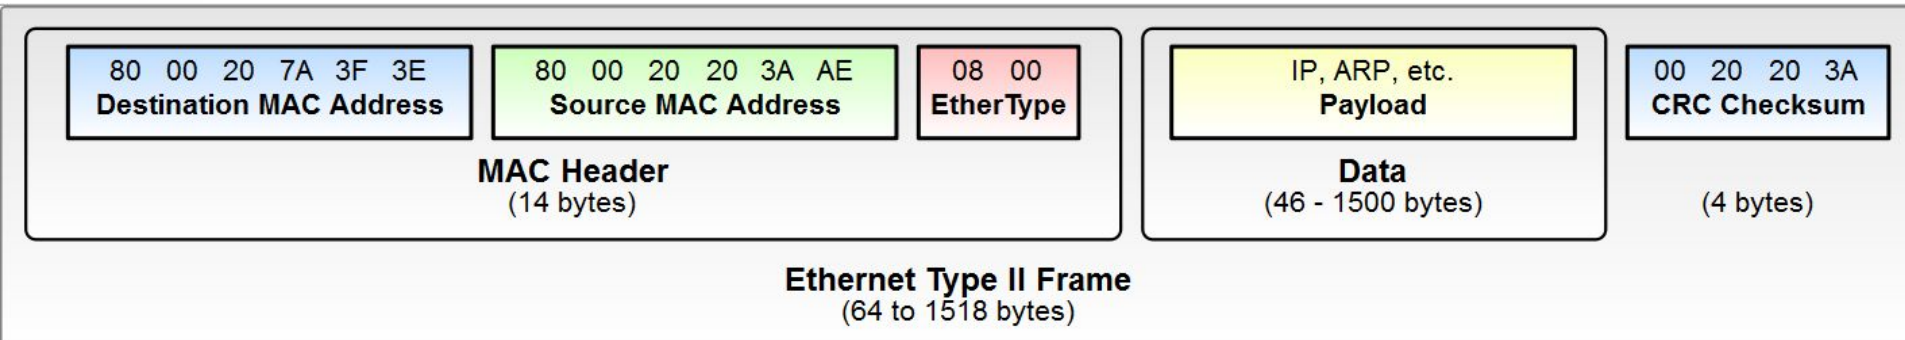 80 00 20 7A 3F 3E
Destination MAC Address
80 00 20 20 3A AE
Source MAC Address
08 00
EtherType
MAC Header
(14 bytes)
IP, ARP, etc.
Payload
Data
(46 - 1500 bytes)
00 20 20 3A
CRC Checksum
(4 bytes)
Ethernet Type II Frame
(64 to 1518 bytes)